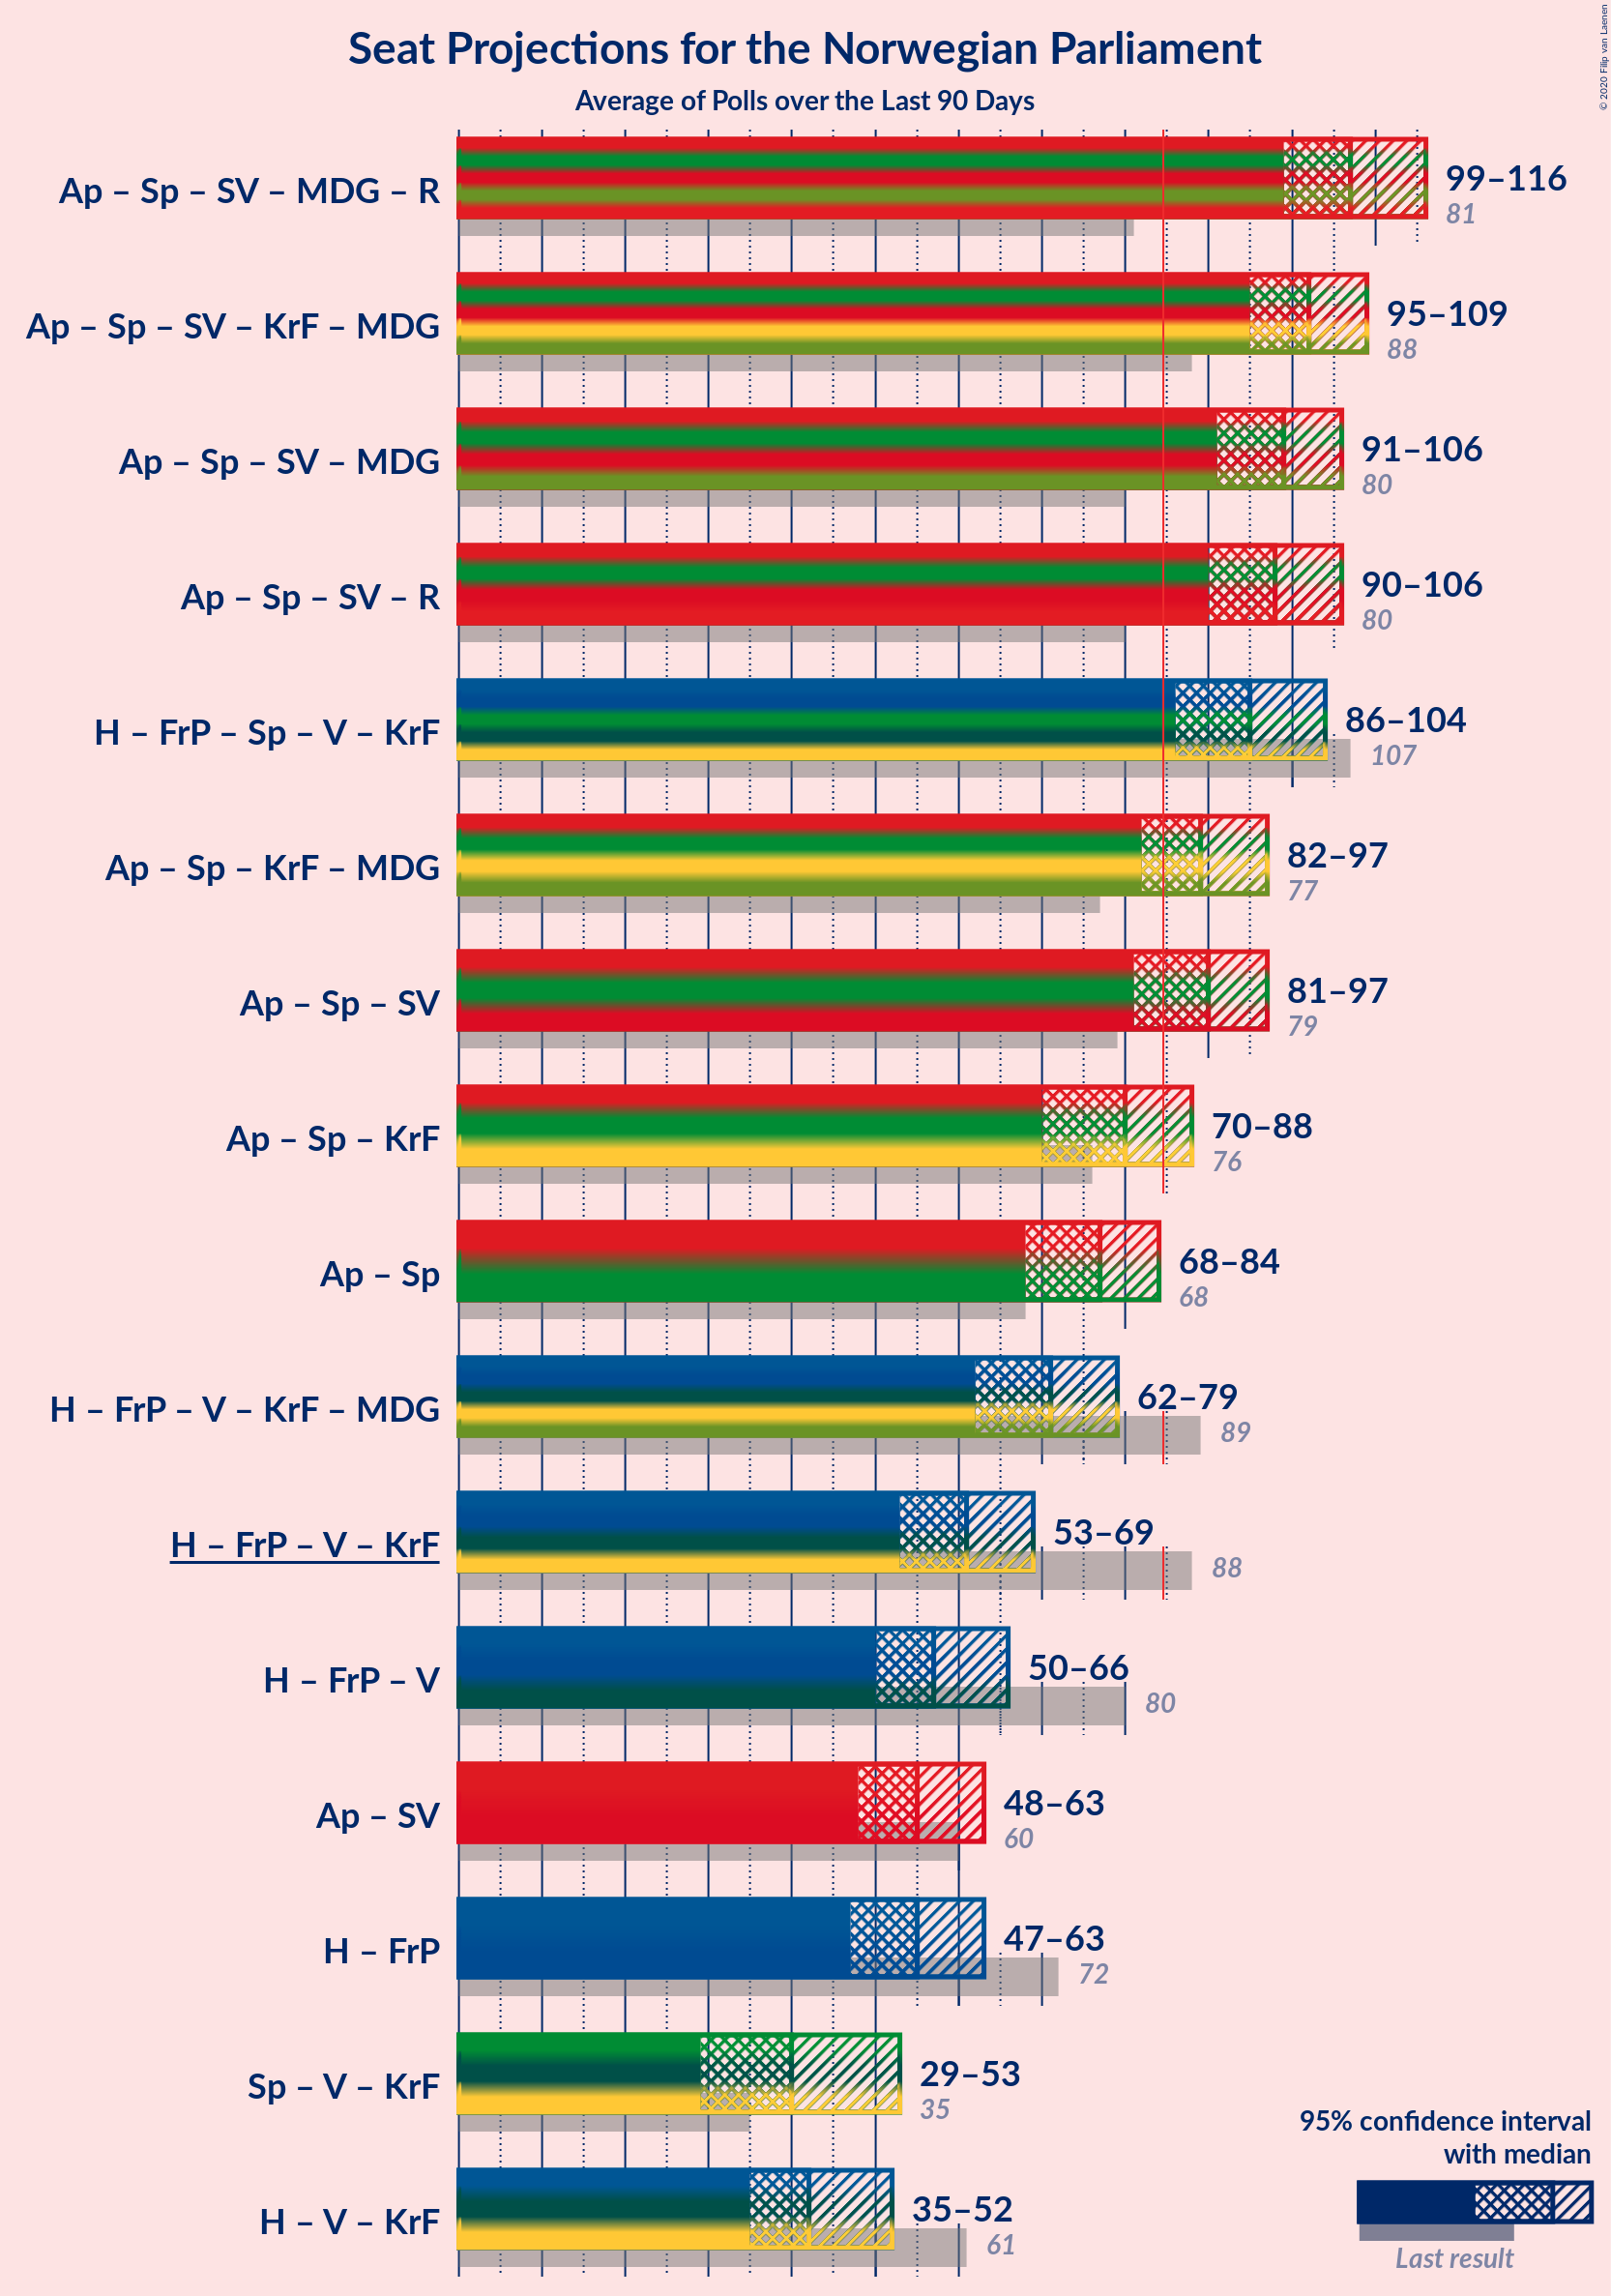 © 2020 Filip van Laenen
Seat Projections for the Norwegian Parliament
Average of Polls over the Last 90 Days
Ap – Sp – SV – MDG – R
99–116
81
Ap – Sp – SV – KrF – MDG
95–109
88
Ap – Sp – SV – MDG
91–106
80
Ap – Sp – SV – R
90–106
80
H – FrP – Sp – V – KrF
86–104
107
Ap – Sp – KrF – MDG
82–97
77
Ap – Sp – SV
81–97
79
Ap – Sp – KrF
70–88
76
Ap – Sp
68–84
68
H – FrP – V – KrF – MDG
62–79
89
H – FrP – V – KrF
53–69
88
H – FrP – V
50–66
80
Ap – SV
48–63
60
H – FrP
47–63
72
Sp – V – KrF
29–53
35
H – V – KrF
35–52
61
95% confidence interval
with median
Last result